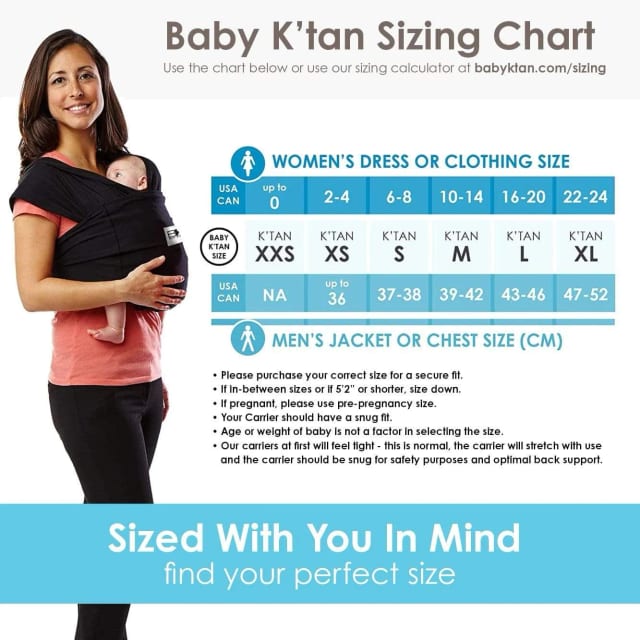 Baby K'tan Sizing Chart
Use the chart below or use our sizing calculator at babyktan.com/sizing
WOMEN'S DRESS OR CLOTHING SIZE
USA CAN up to 0 2-4 6-8 10-14 16-20 22-24
BABY K'TAN SIZE K'TAN XXS K'TAN XS K'TAN S K'TAN M K'TAN L K'TAN XL
USA CAN NA up to 36 37-38 39-42 43-46 47-52
MEN'S JACKET OR CHEST SIZE (CM)
• Please purchase your correct size for a secure fit.
• If in-between sizes or if 5'2" or shorter, size down.
• If pregnant, please use pre-pregnancy size.
• Your Carrier should have a snug fit.
• Age or weight of baby is not a factor in selecting the size.
• Our carriers at first will feel tight - this is normal, the carrier will stretch with use
and the carrier should be snug for safety purposes and optimal back support.
Sized With You In Mind
find your perfect size